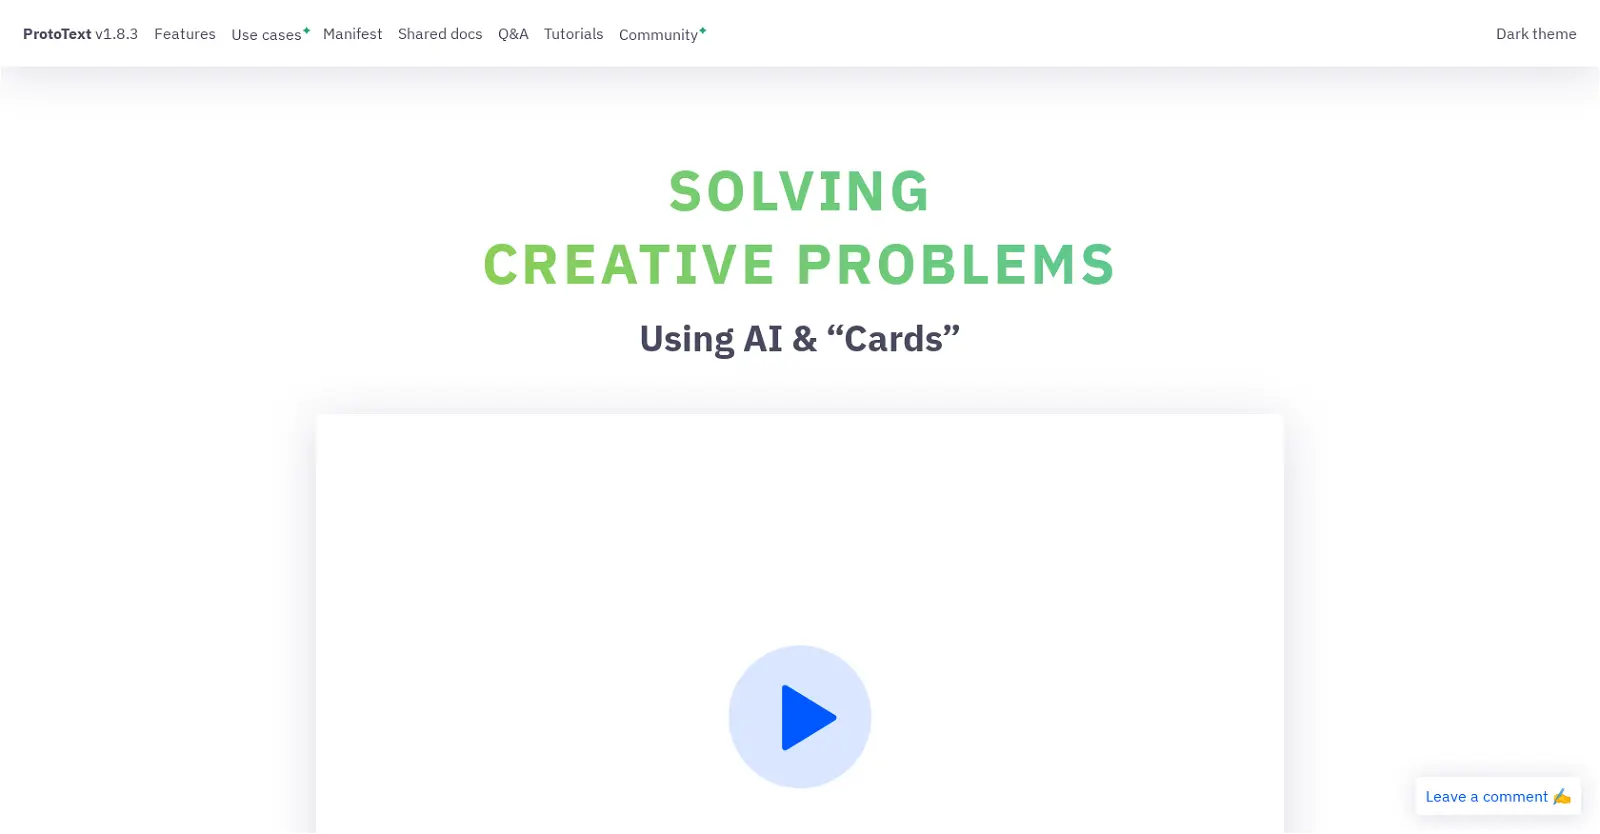 ProtoText v1.8.3 Features Use cases✦ Manifest Shared docs Q&A Tutorials Community✦ Dark theme
SOLVING
CREATIVE PROBLEMS
Using AI & “Cards”
Leave a comment ✍️